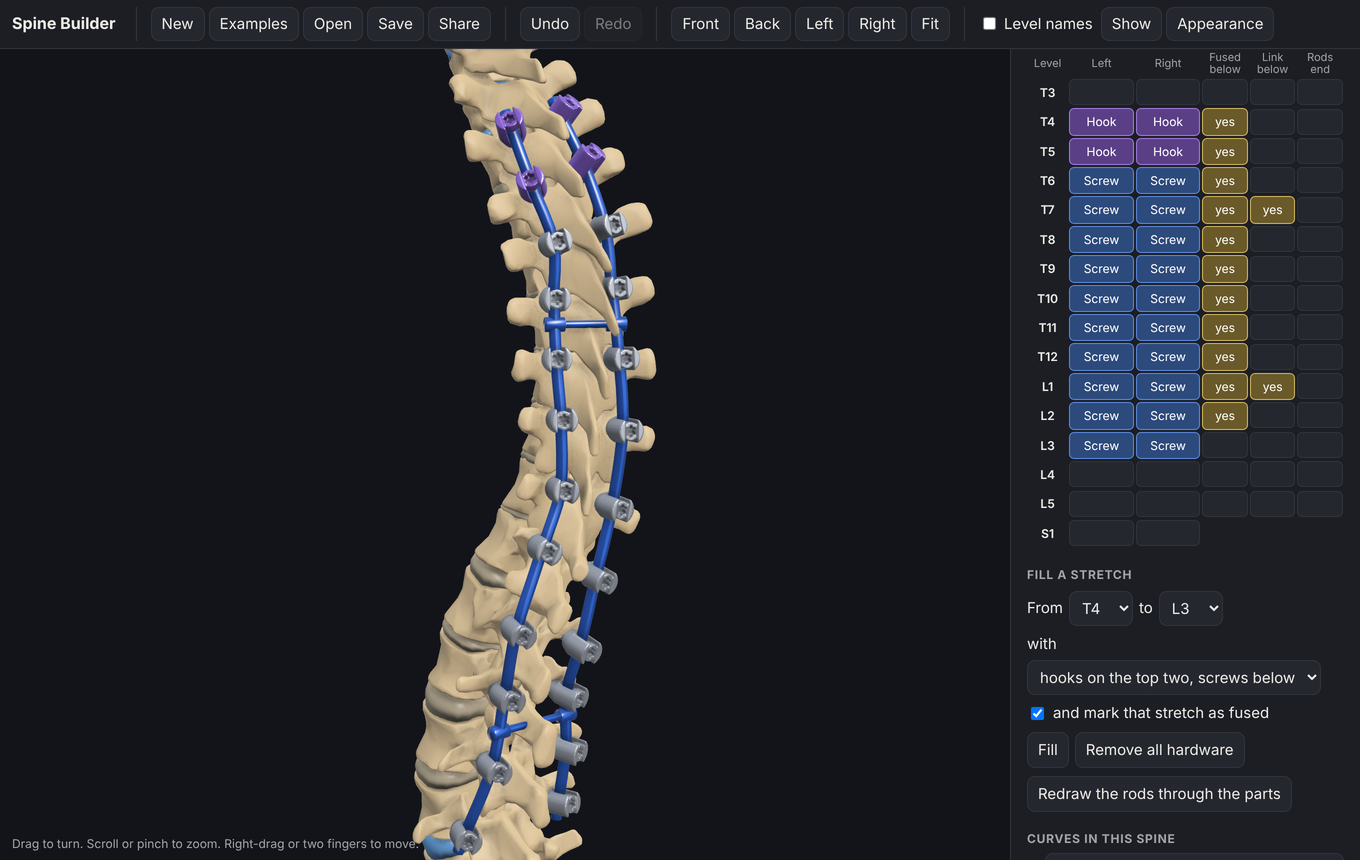 Spine Builder New Examples Open Save Share Undo Redo Front Back Left Right Fit Level names Show Appearance
Level Left Right Fused below Link below Rods end
T3
T4 Hook Hook yes
T5 Hook Hook yes
T6 Screw Screw yes
T7 Screw Screw yes yes
T8 Screw Screw yes
T9 Screw Screw yes
T10 Screw Screw yes
T11 Screw Screw yes
T12 Screw Screw yes
L1 Screw Screw yes yes
L2 Screw Screw yes
L3 Screw Screw
L4
L5
S1
FILL A STRETCH
From T4 to L3
with
hooks on the top two, screws below
and mark that stretch as fused
Fill Remove all hardware
Redraw the rods through the parts
CURVES IN THIS SPINE
Drag to turn. Scroll or pinch to zoom. Right-drag or two fingers to move.